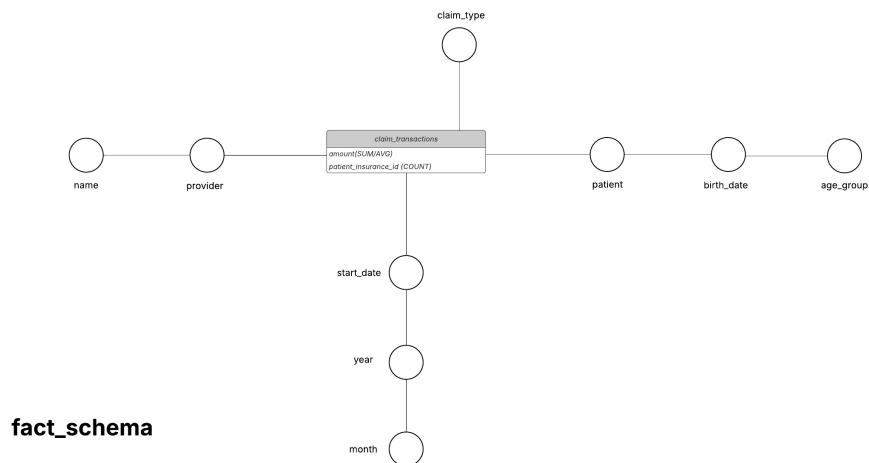 claim_type
claim_transactions
amount(SUM/AVG)
patient_insurance_id (COUNT)
name
provider
patient
birth_date
age_group
start_date
year
month
fact_schema